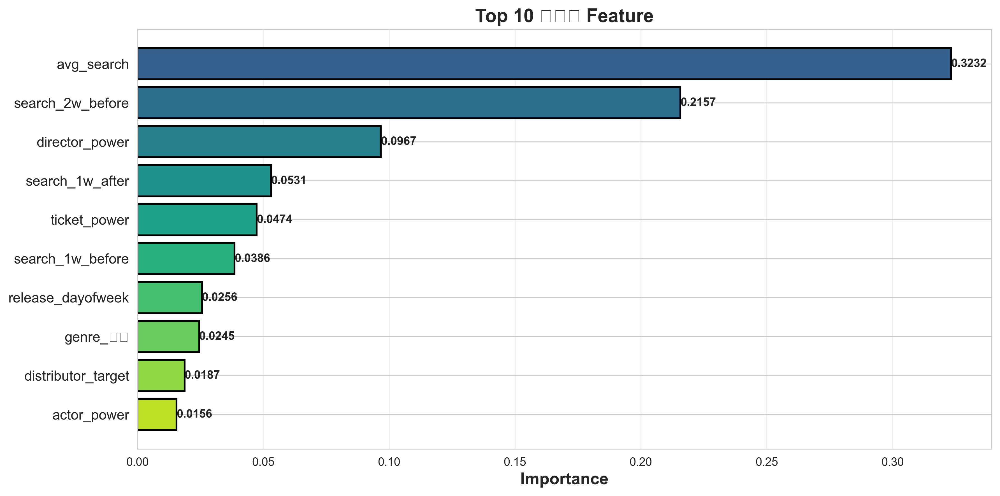 Top 10 □□□ Feature
avg_search
0.3232
search_2w_before
0.2157
director_power
0.0967
search_1w_after
0.0531
ticket_power
0.0474
search_1w_before
0.0386
release_dayofweek
0.0256
genre_□□
0.0245
distributor_target
0.0187
actor_power
0.0156
0.00 0.05 0.10 0.15 0.20 0.25 0.30
Importance